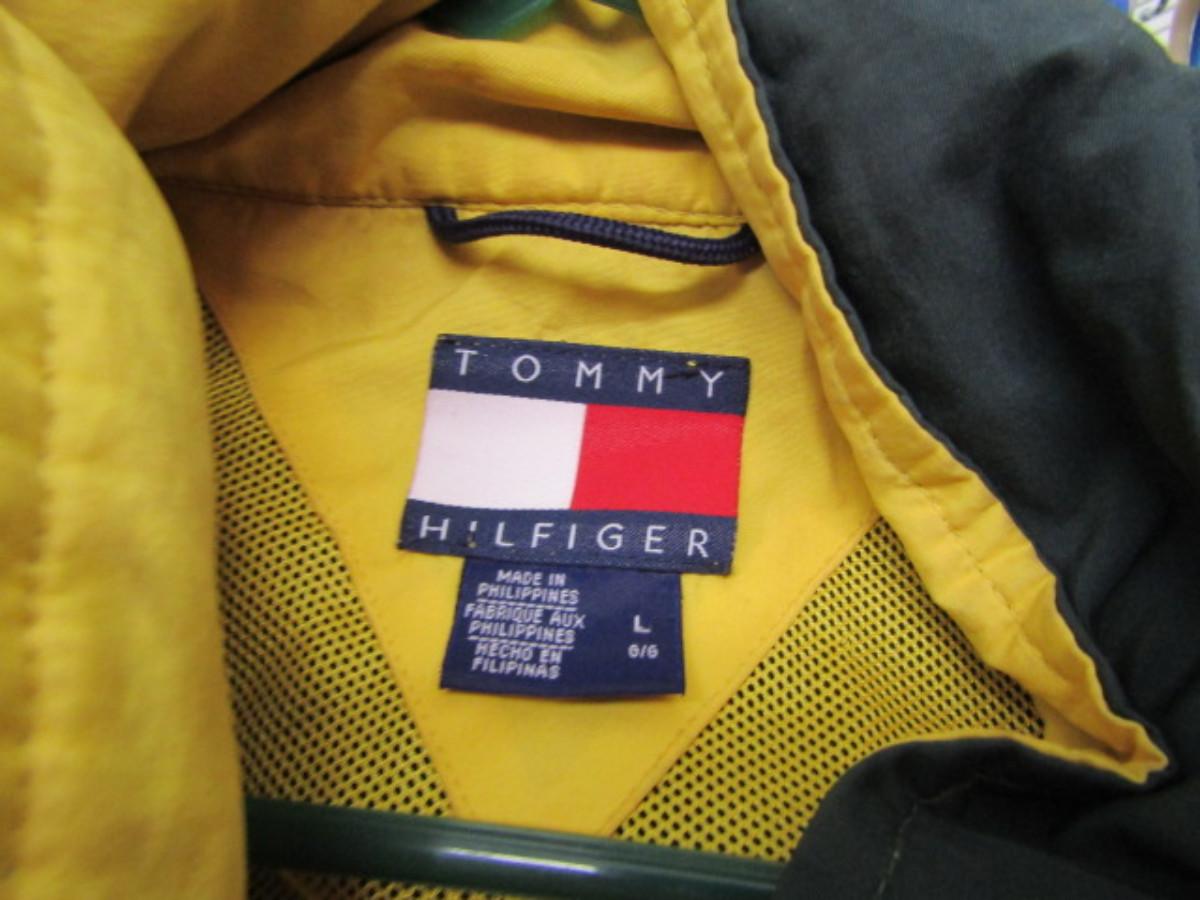 TOMMY
HILFIGER
MADE IN
PHILIPPINES
FABRIQUE AUX
PHILIPPINES
HECHO EN
FILIPINAS
L
G/G